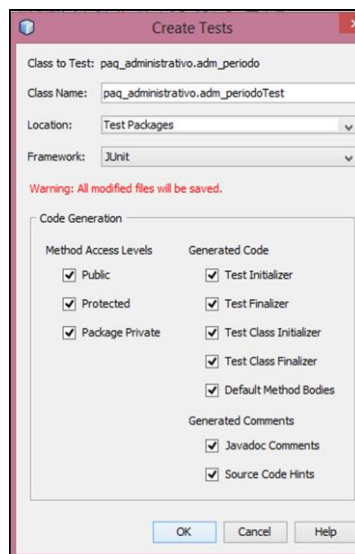 Create Tests
Class to Test: paq_administrativo.adm_periodo
Class Name: paq_administrativo.adm_periodoTest
Location: Test Packages
Framework: JUnit
Warning: All modified files will be saved.
Code Generation
Method Access Levels Generated Code
Public Test Initializer
Protected Test Finalizer
Package Private Test Class Initializer
Test Class Finalizer
Default Method Bodies
Generated Comments
Javadoc Comments
Source Code Hints
OK Cancel Help